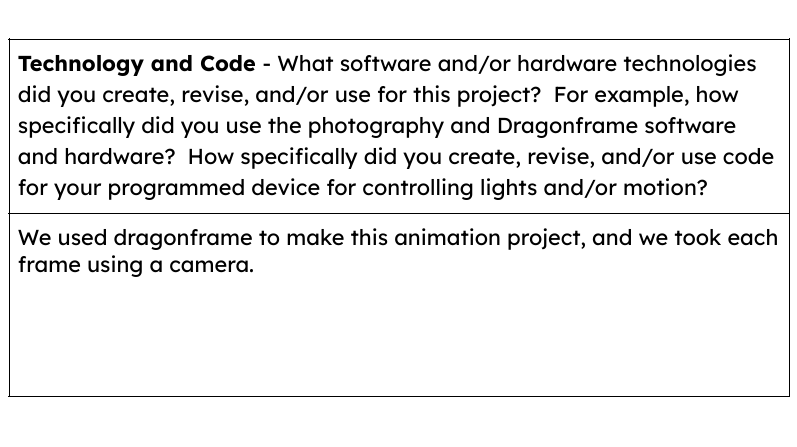 Technology and Code - What software and/or hardware technologies
did you create, revise, and/or use for this project?  For example, how
specifically did you use the photography and Dragonframe software
and hardware?  How specifically did you create, revise, and/or use code
for your programmed device for controlling lights and/or motion?
We used dragonframe to make this animation project, and we took each
frame using a camera.